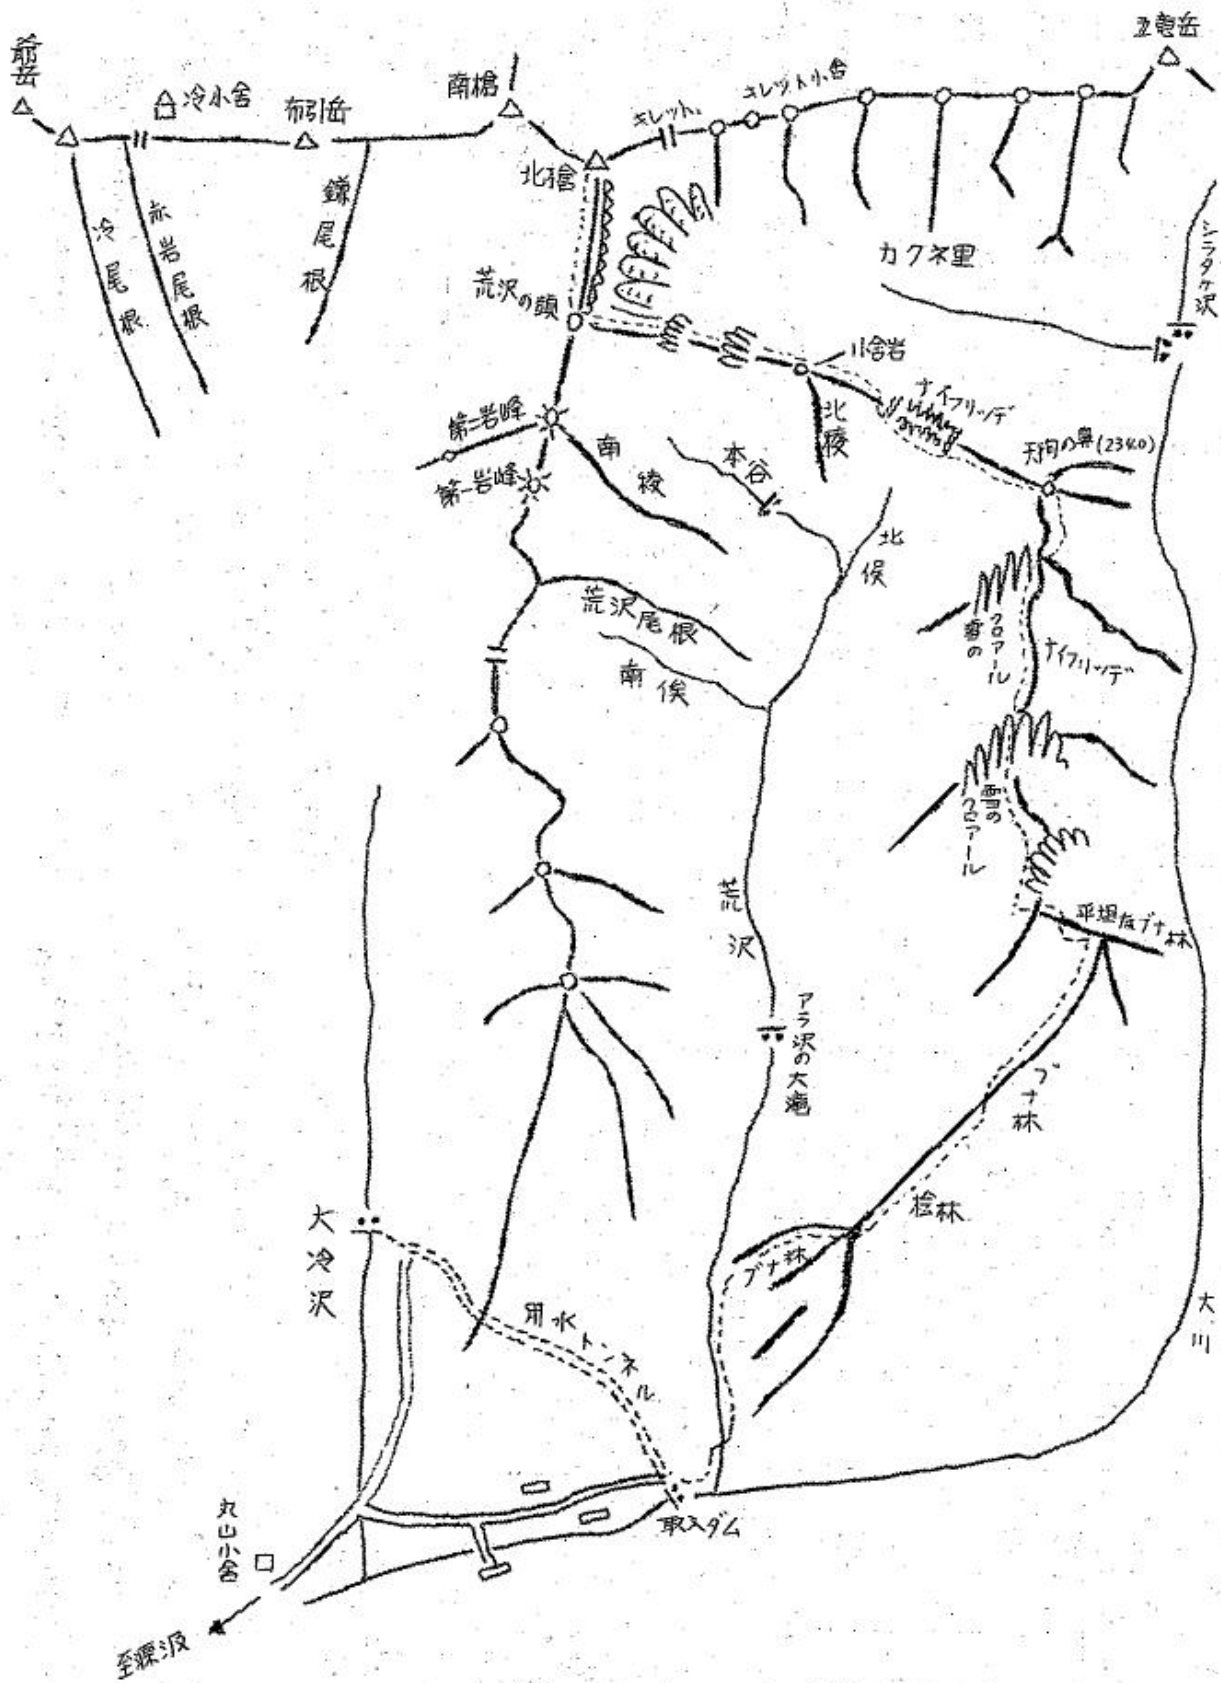 爺岳
冷小舎
布引岳
南槍
北槍
キレット
キレット小舎
五竜岳
冷尾根
赤岩尾根
鎌尾根
荒沢の頭
カクネ里
シラタケ沢
小舎岩
北稜
ナイフリッヂ
天狗の鼻(2340)
第二岩峰
第一岩峰
南稜
本谷
北俣
荒沢尾根
南俣
雪の
クロアール
ナイフリッヂ
雪の
クロアール
平坦なブナ林
荒沢
アラ沢の大滝
ブナ林
桧林
ブナ林
大冷沢
用水トンネル
大川
取入ダム
丸山小舎